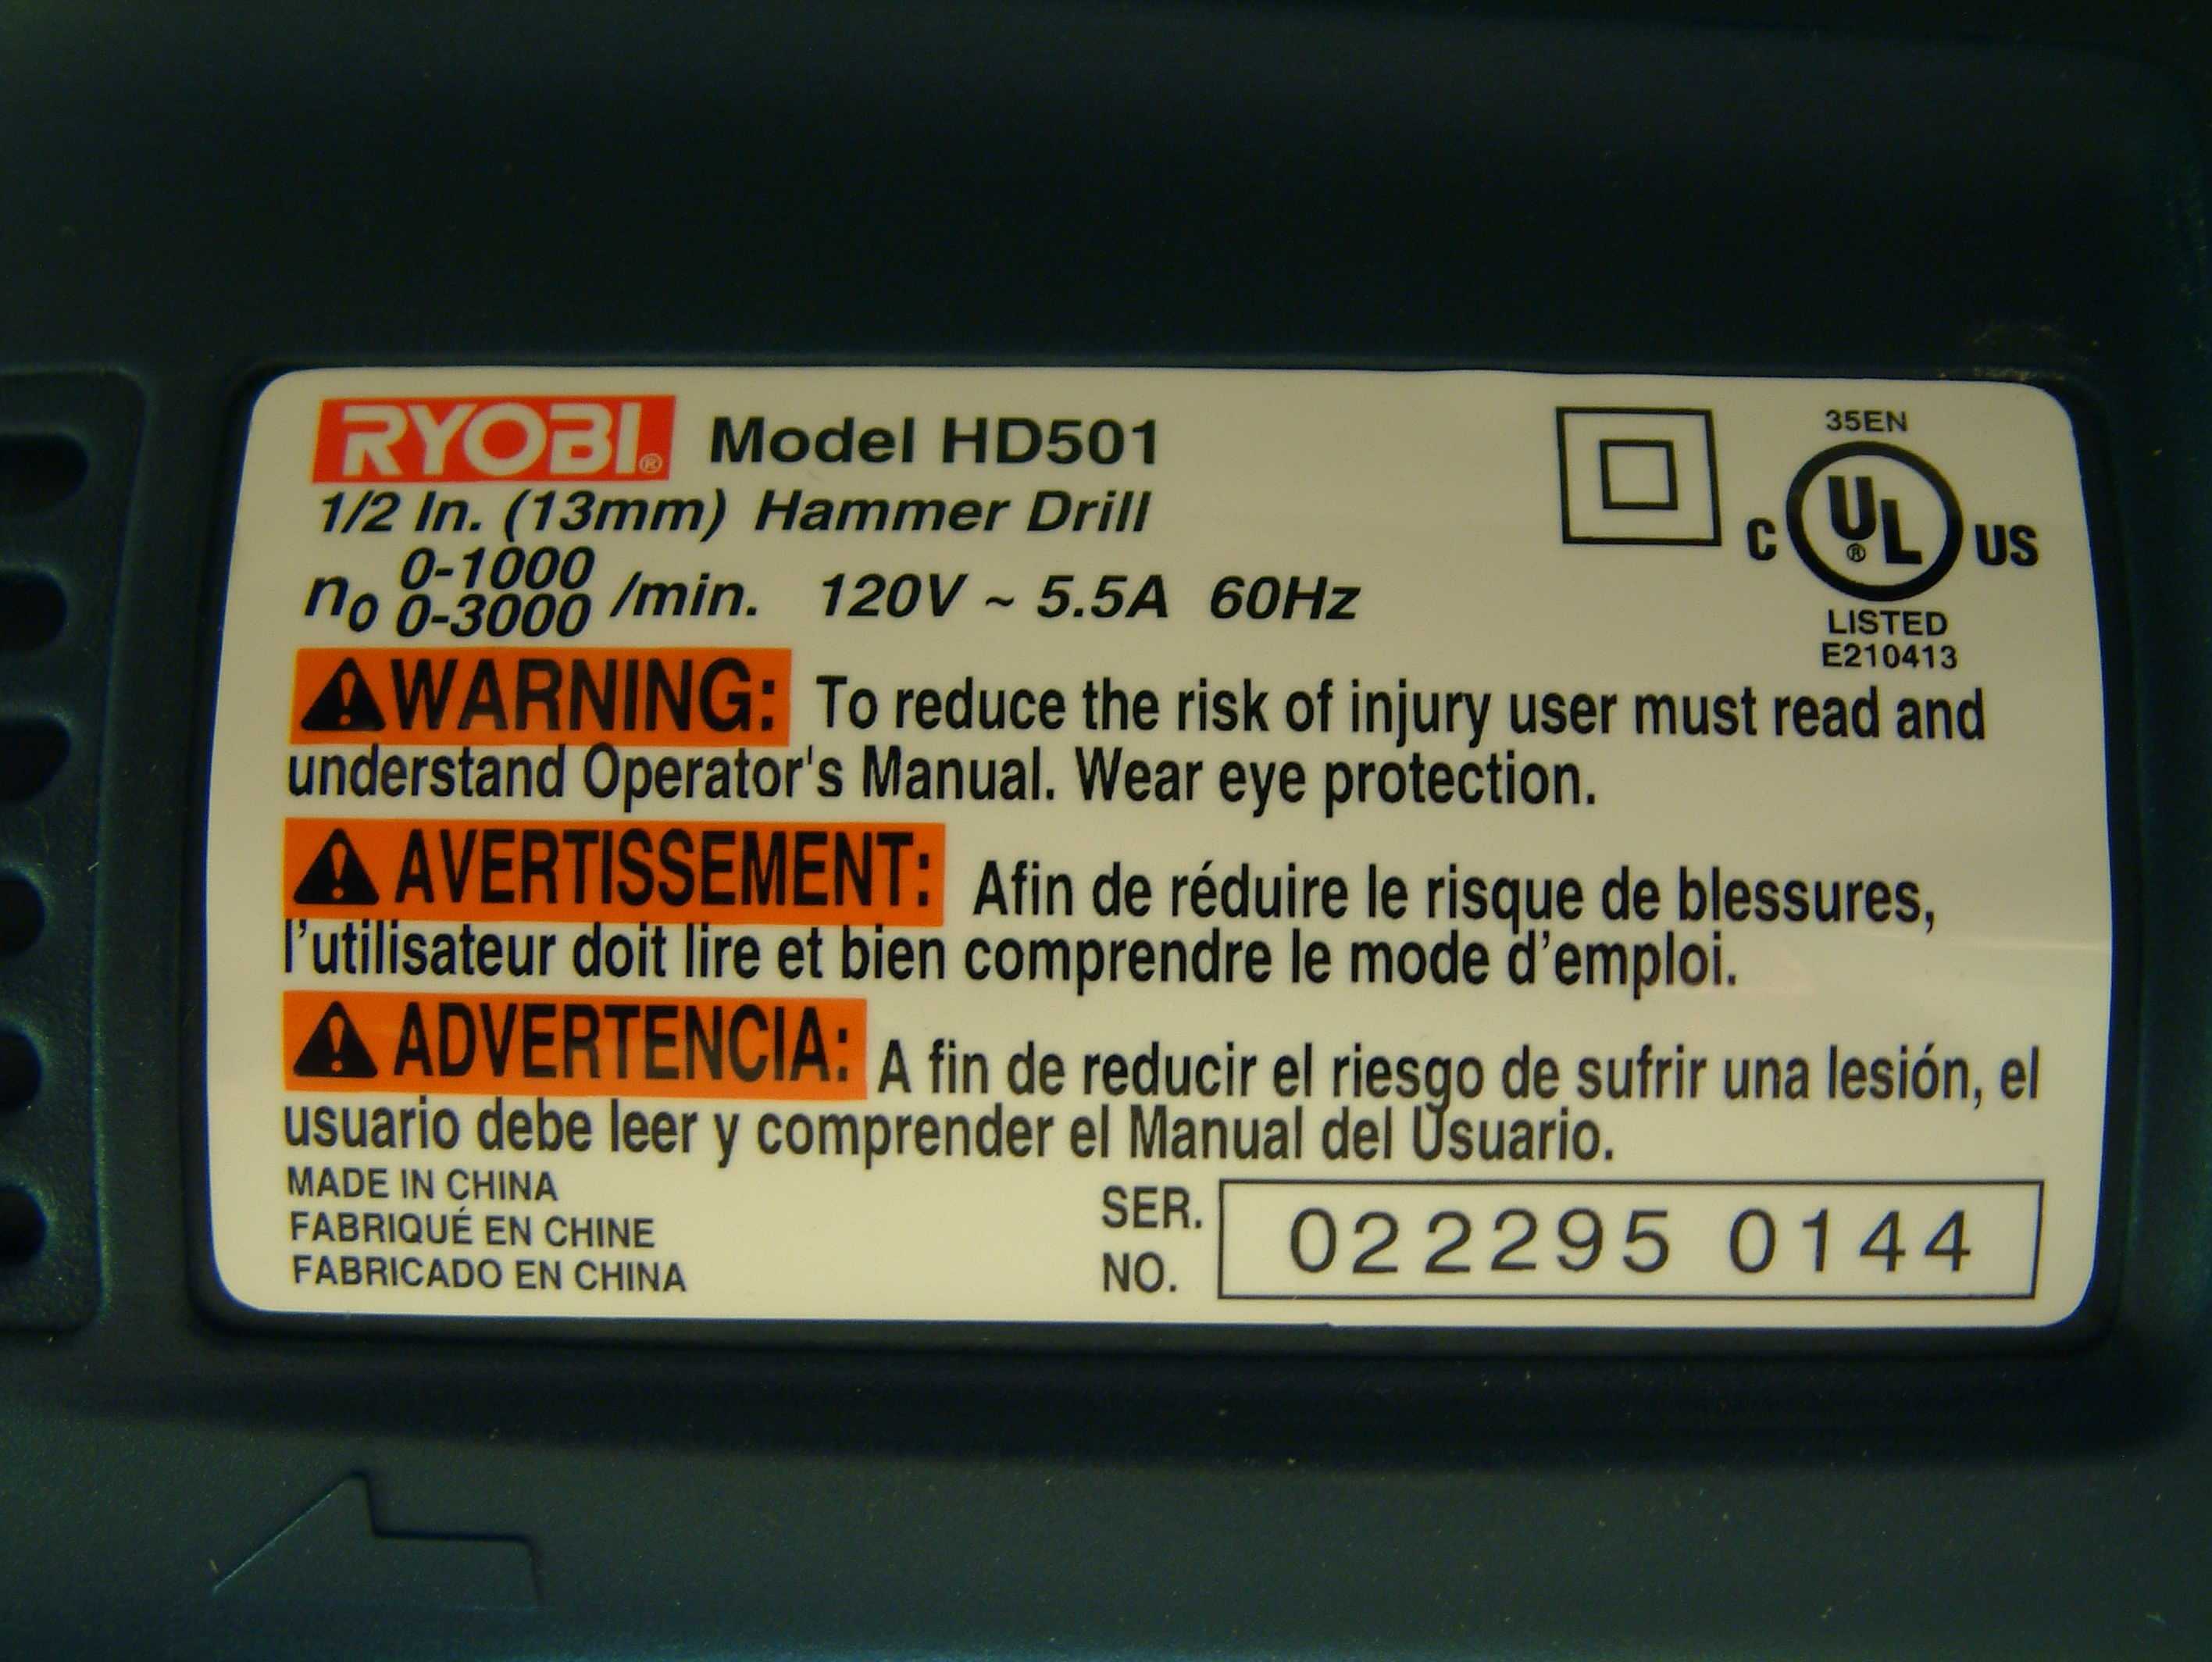 RYOBI® Model HD501
1/2 In. (13mm) Hammer Drill
n₀ 0-1000 0-3000 /min. 120V ~ 5.5A 60Hz
35EN
C UL® US
LISTED
E210413
WARNING: To reduce the risk of injury user must read and
understand Operator's Manual. Wear eye protection.
AVERTISSEMENT: Afin de réduire le risque de blessures,
l'utilisateur doit lire et bien comprendre le mode d'emploi.
ADVERTENCIA: A fin de reducir el riesgo de sufrir una lesión, el
usuario debe leer y comprender el Manual del Usuario.
MADE IN CHINA
FABRIQUÉ EN CHINE
FABRICADO EN CHINA
SER.
NO.
022295 0144